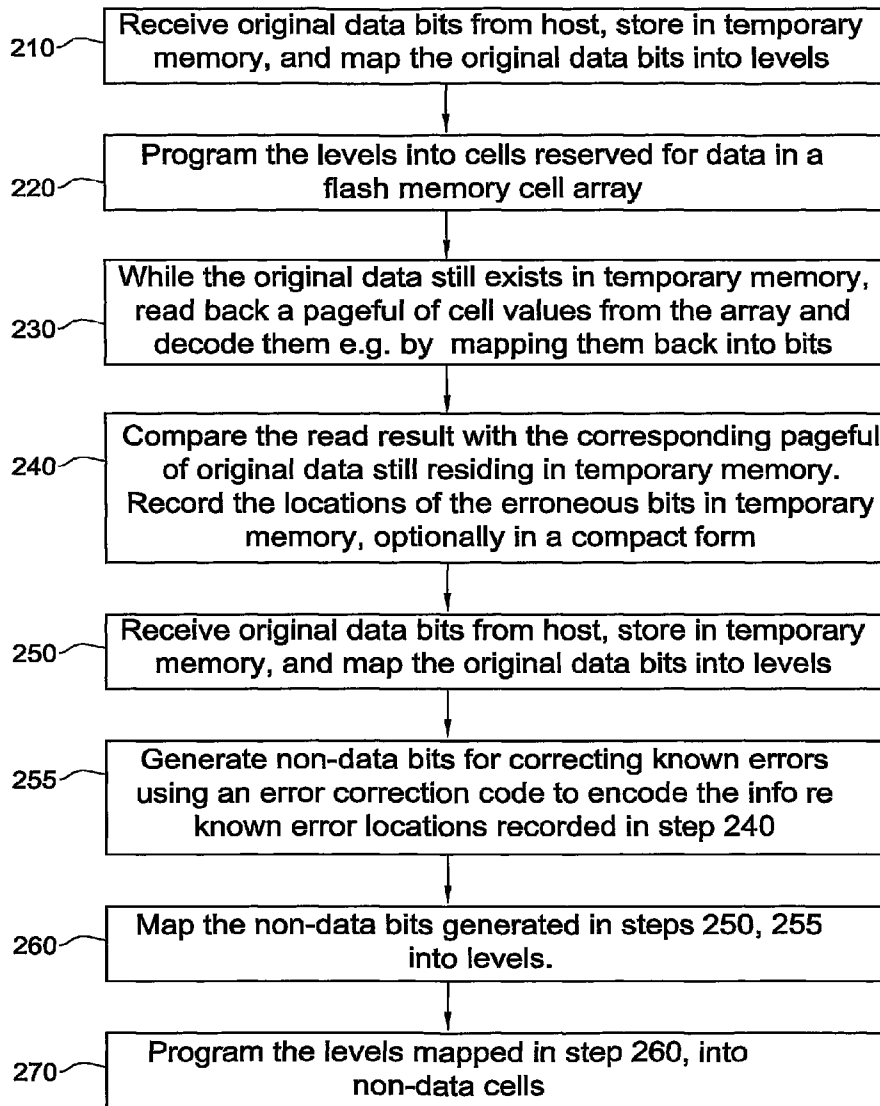 210 Receive original data bits from host, store in temporary
memory, and map the original data bits into levels
220 Program the levels into cells reserved for data in a
flash memory cell array
While the original data still exists in temporary memory,
230 read back a pageful of cell values from the array and
decode them e.g. by mapping them back into bits
Compare the read result with the corresponding pageful
240 of original data still residing in temporary memory.
Record the locations of the erroneous bits in temporary
memory, optionally in a compact form
250 Receive original data bits from host, store in temporary
memory, and map the original data bits into levels
Generate non-data bits for correcting known errors
255 using an error correction code to encode the info re
known error locations recorded in step 240
260 Map the non-data bits generated in steps 250, 255
into levels.
270 Program the levels mapped in step 260, into
non-data cells